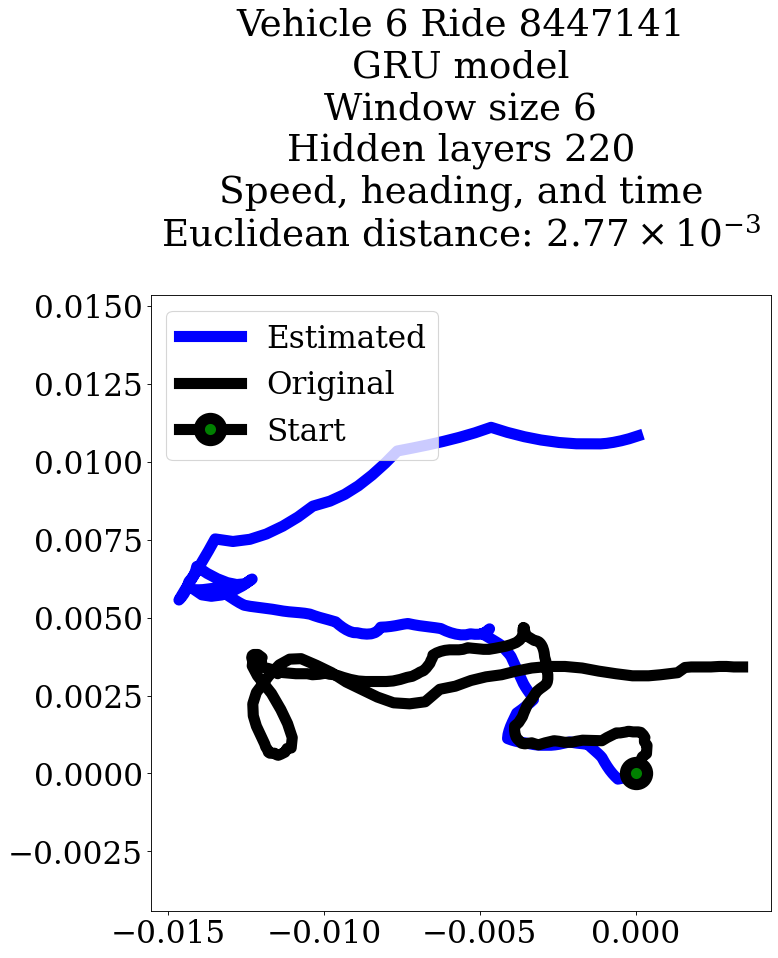 Vehicle 6 Ride 8447141
GRU model
Window size 6
Hidden layers 220
Speed, heading, and time
Euclidean distance: 2.77 × 10⁻³
Estimated
Original
Start
0.0150
0.0125
0.0100
0.0075
0.0050
0.0025
0.0000
−0.0025
−0.015 −0.010 −0.005 0.000